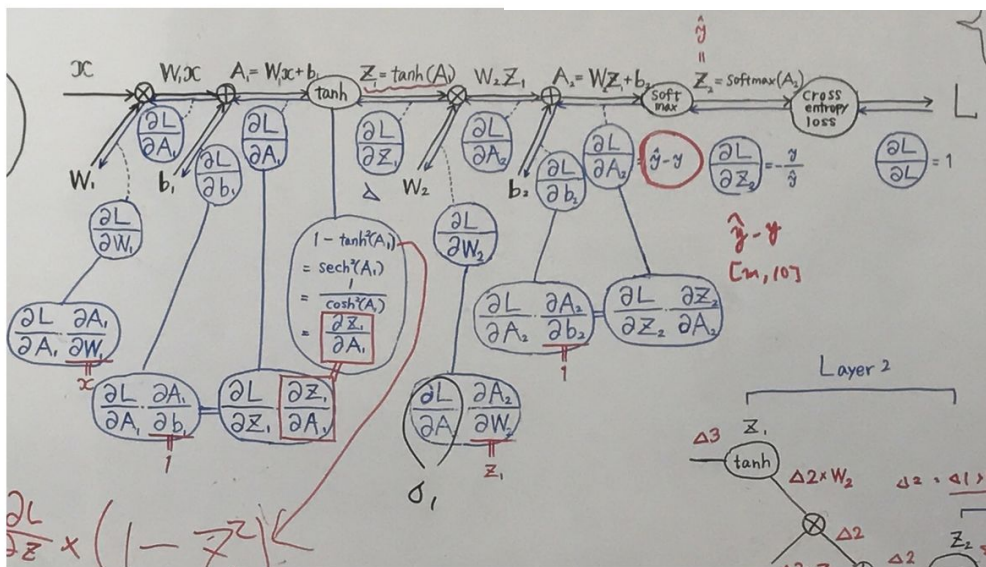 ŷ
=
x
W₁x
A₁ = W₁x + b₁
tanh
Z₁ = tanh(A₁)
W₂Z₁
A₂ = WZ₁ + b₂
Soft max
Z₂ = softmax(A₂)
Cross entropy loss
L
∂L/∂A₁
∂L/∂b₁
∂L/∂A₁
∂L/∂Z₁
∂L/∂A₂
∂L/∂b₂
∂L/∂A₂ = ŷ - y
∂L/∂Z₂ = - y/ŷ
∂L/∂L = 1
W₁
b₁
Δ
W₂
b₂
∂L/∂W₁
∂L/∂W₂
1 - tanh²(A₁)
= sech²(A₁)
= 1/cosh²(A₁)
= ∂Z₁/∂A₁
ŷ - y
[m, 10]
∂L/∂A₁ ∂A₁/∂W₁
= x
∂L/∂A₂ ∂A₂/∂b₂ = ∂L/∂Z₂ ∂Z₂/∂A₂
= 1
∂L/∂A₁ ∂A₁/∂b₁ = ∂L/∂Z₁ ∂Z₁/∂A₁
= 1
∂L/∂A ∂A₂/∂W₂
= Z₁
σ₁
∂L/∂Z × (1 - Z²)
Layer 2
Z₁
Δ3
tanh
Δ2×W₂
Δ2 = Δ1
Δ2
Z₂
Δ2